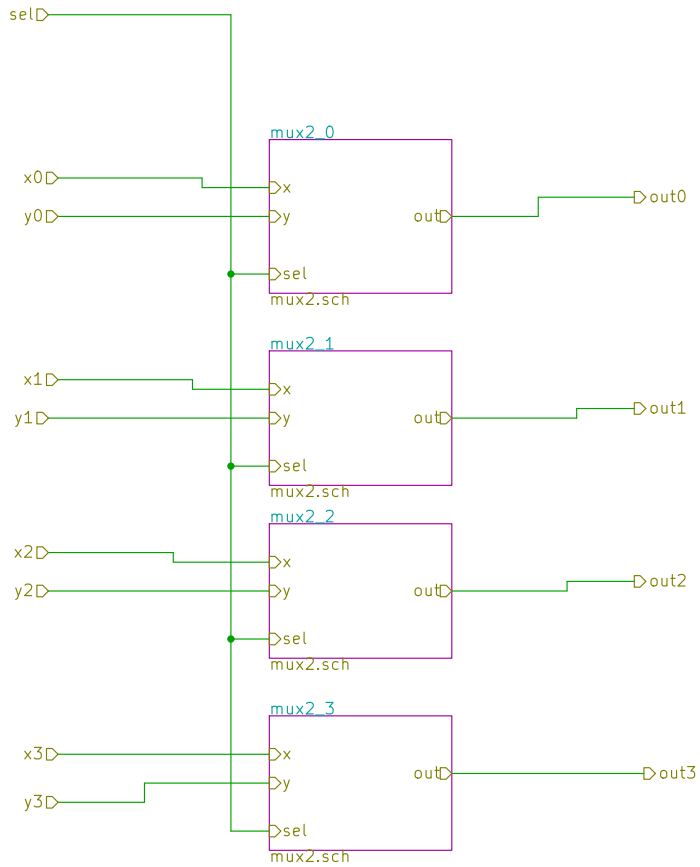 sel
mux2_0
x0
x
y0
y
out
out0
sel
mux2.sch
mux2_1
x1
x
y1
y
out
out1
sel
mux2.sch
mux2_2
x2
x
y2
y
out
out2
sel
mux2.sch
mux2_3
x3
x
y
out
out3
y3
sel
mux2.sch